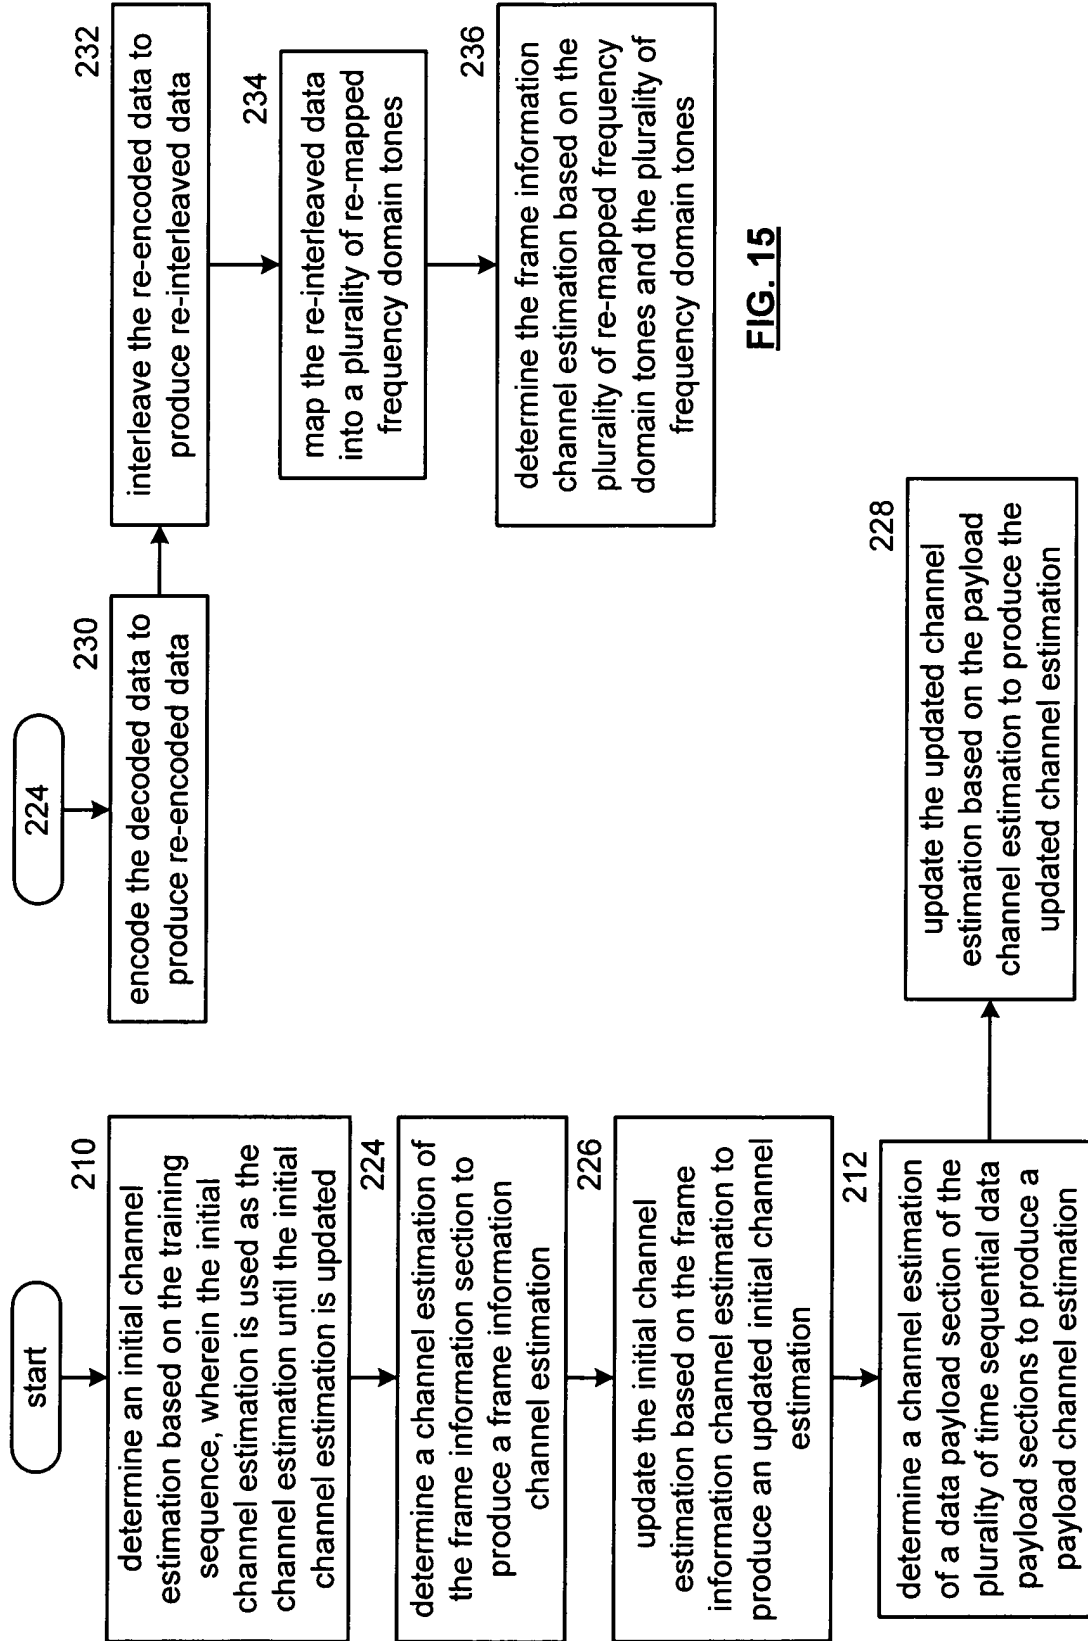 start
210
determine an initial channel
estimation based on the training
sequence, wherein the initial
channel estimation is used as the
channel estimation until the initial
channel estimation is updated
224
determine a channel estimation of
the frame information section to
produce a frame information
channel estimation
226
update the initial channel
estimation based on the frame
information channel estimation to
produce an updated initial channel
estimation
212
determine a channel estimation
of a data payload section of the
plurality of time sequential data
payload sections to produce a
payload channel estimation
228
update the updated channel
estimation based on the payload
channel estimation to produce the
updated channel estimation
224
230
encode the decoded data to
produce re-encoded data
232
interleave the re-encoded data to
produce re-interleaved data
234
map the re-interleaved data
into a plurality of re-mapped
frequency domain tones
236
determine the frame information
channel estimation based on the
plurality of re-mapped frequency
domain tones and the plurality of
frequency domain tones
FIG. 15